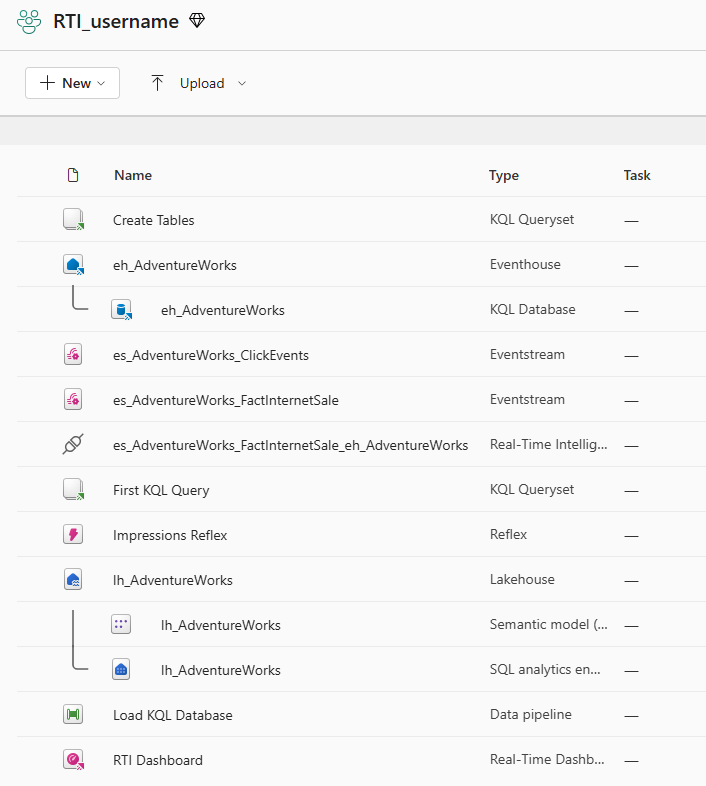 RTI_username
New Upload
Name Type Task
Create Tables KQL Queryset —
eh_AdventureWorks Eventhouse —
eh_AdventureWorks KQL Database —
es_AdventureWorks_ClickEvents Eventstream —
es_AdventureWorks_FactInternetSale Eventstream —
es_AdventureWorks_FactInternetSale_eh_AdventureWorks Real-Time Intellig... —
First KQL Query KQL Queryset —
Impressions Reflex Reflex —
lh_AdventureWorks Lakehouse —
lh_AdventureWorks Semantic model (... —
lh_AdventureWorks SQL analytics en... —
Load KQL Database Data pipeline —
RTI Dashboard Real-Time Dashb... —